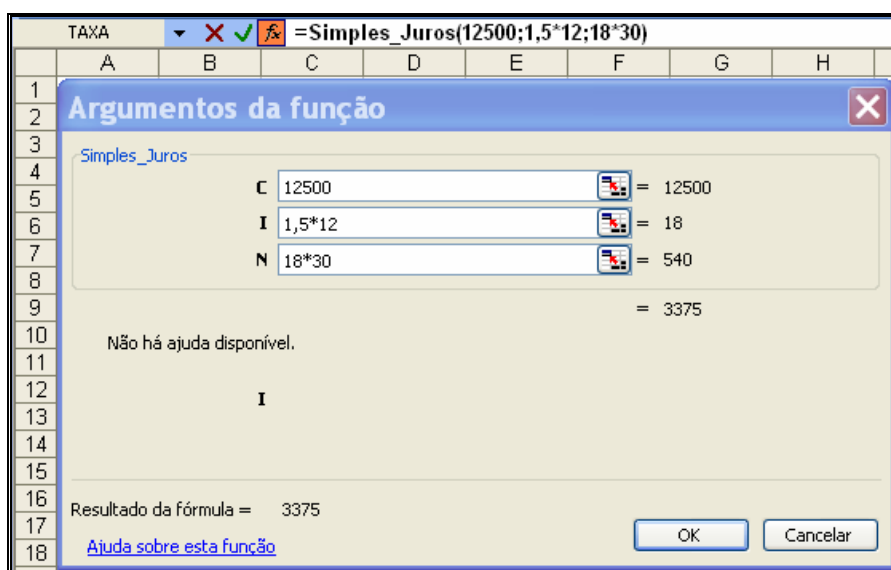 TAXA =Simples_Juros(12500;1,5*12;18*30)
A B C D E F G H
1
2
3
4
5
6
7
8
9
10
11
12
13
14
15
16
17
18
Argumentos da função
Simples_Juros
C 12500 = 12500
I 1,5*12 = 18
N 18*30 = 540
= 3375
Não há ajuda disponível.
I
Resultado da fórmula = 3375
Ajuda sobre esta função
OK Cancelar